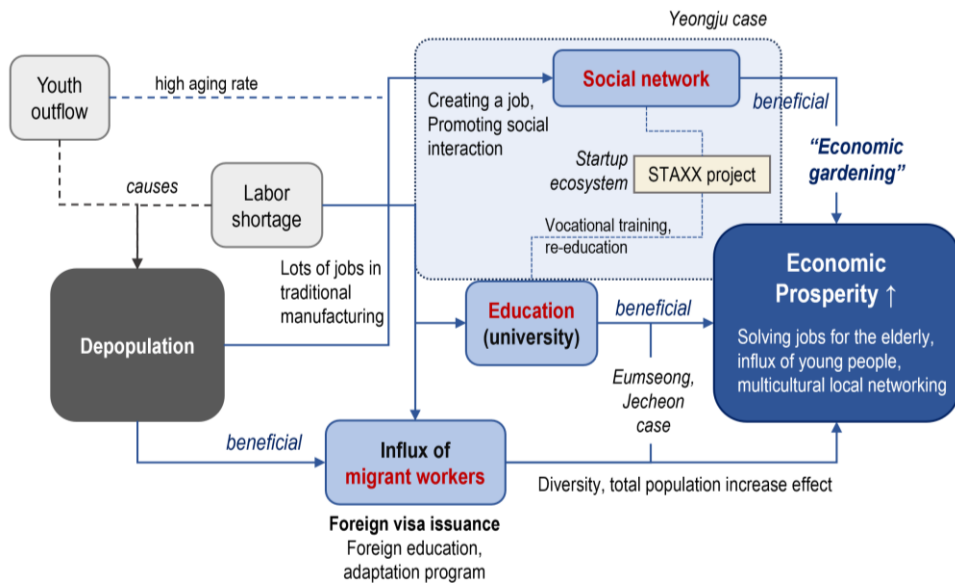 Yeongju case
Youth
outflow
high aging rate
Social network
beneficial
Creating a job,
Promoting social
interaction
"Economic
gardening"
Startup
ecosystem
STAXX project
causes
Labor
shortage
Vocational training,
re-education
Lots of jobs in
traditional
manufacturing
Economic
Prosperity ↑
Solving jobs for the elderly,
influx of young people,
multicultural local networking
Education
(university)
beneficial
Depopulation
Eumseong,
Jecheon
case
beneficial
Influx of
migrant workers
Diversity, total population increase effect
Foreign visa issuance
Foreign education,
adaptation program